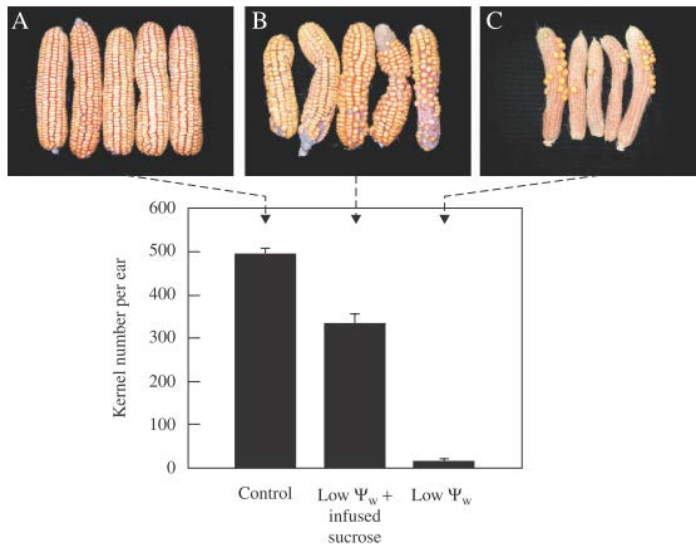 A
B
C
600
500
400
300
200
100
0
Kernel number per ear
Control
Low Ψw +
infused
sucrose
Low Ψw